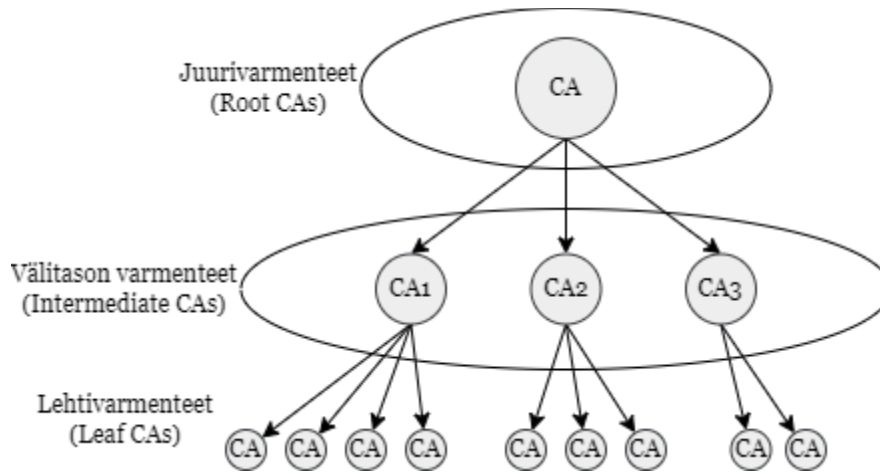 Juurivarmenteet
(Root CAs)
CA
Välitason varmenteet
(Intermediate CAs)
CA1
CA2
CA3
Lehtivarmenteet
(Leaf CAs)
CA
CA
CA
CA
CA
CA
CA
CA
CA